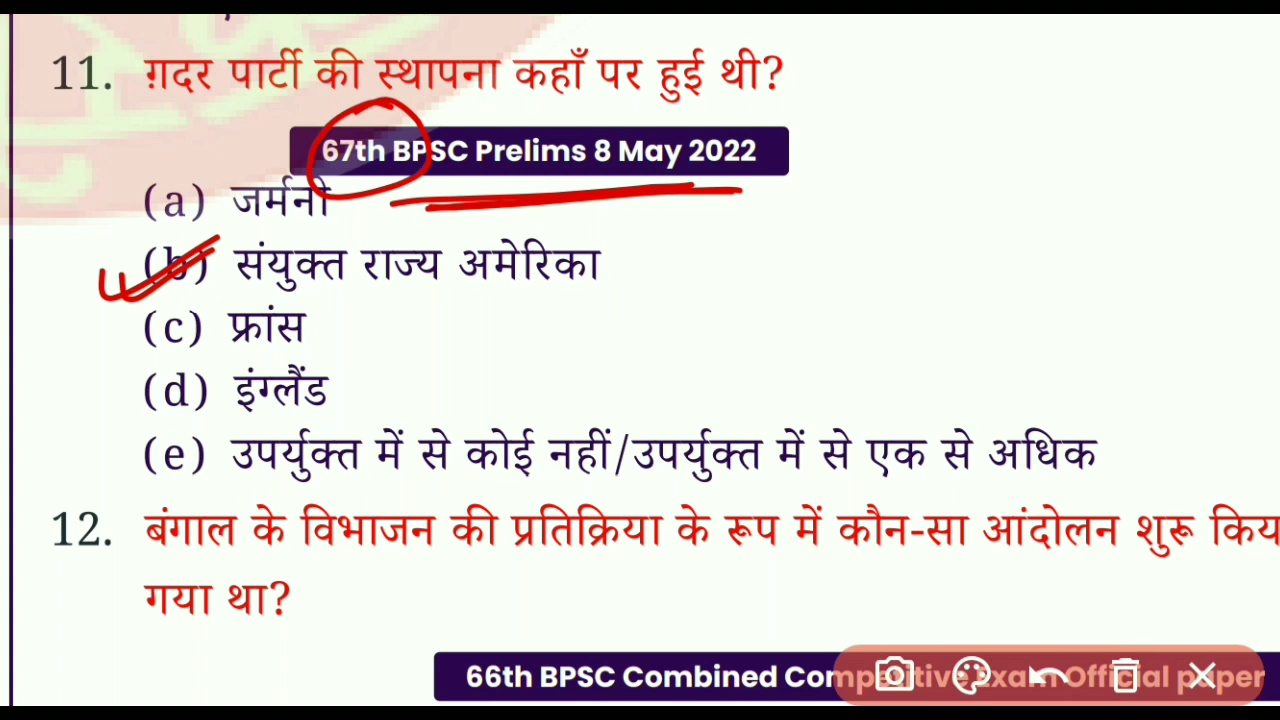 11. ग़दर पार्टी की स्थापना कहाँ पर हुई थी?
67th BPSC Prelims 8 May 2022
(a) जर्मनी
(b) संयुक्त राज्य अमेरिका
(c) फ्रांस
(d) इंग्लैंड
(e) उपर्युक्त में से कोई नहीं/उपर्युक्त में से एक से अधिक
12. बंगाल के विभाजन की प्रतिक्रिया के रूप में कौन-सा आंदोलन शुरू किय
गया था?
66th BPSC Combined Competitive Exam Official paper